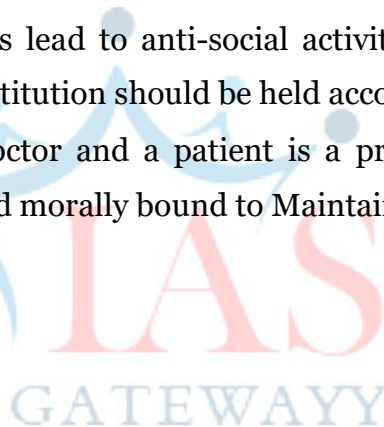 s lead to anti-social activit
titution should be held acco
octor and a patient is a pr
d morally bound to Maintai
IAS
GATEWAYY